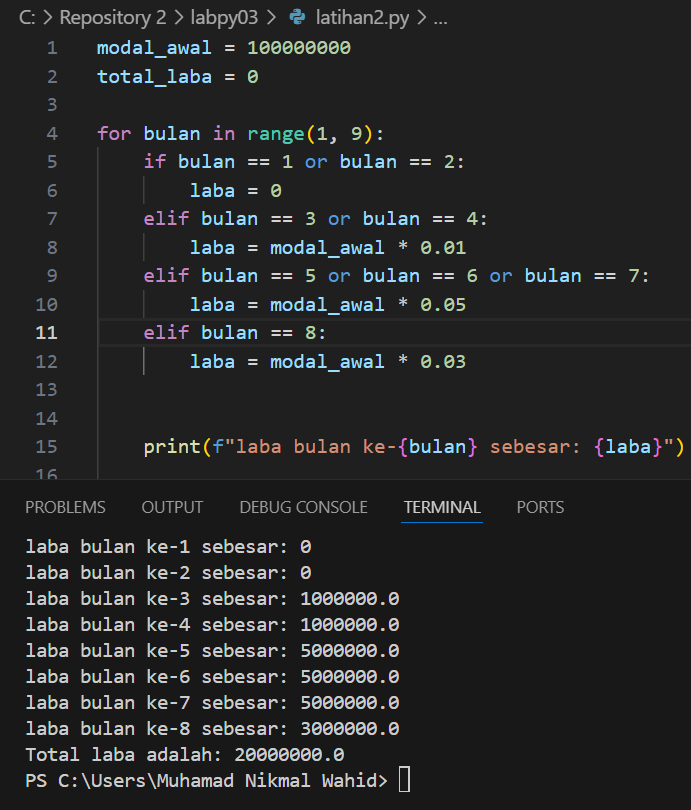 C: > Repository 2 > labpy03 > latihan2.py > ...
1 modal_awal = 100000000
2 total_laba = 0
3
4 for bulan in range(1, 9):
5     if bulan == 1 or bulan == 2:
6         laba = 0
7     elif bulan == 3 or bulan == 4:
8         laba = modal_awal * 0.01
9     elif bulan == 5 or bulan == 6 or bulan == 7:
10         laba = modal_awal * 0.05
11     elif bulan == 8:
12         laba = modal_awal * 0.03
13
14
15     print(f"laba bulan ke-{bulan} sebesar: {laba}")
16
PROBLEMS OUTPUT DEBUG CONSOLE TERMINAL PORTS
laba bulan ke-1 sebesar: 0
laba bulan ke-2 sebesar: 0
laba bulan ke-3 sebesar: 1000000.0
laba bulan ke-4 sebesar: 1000000.0
laba bulan ke-5 sebesar: 5000000.0
laba bulan ke-6 sebesar: 5000000.0
laba bulan ke-7 sebesar: 5000000.0
laba bulan ke-8 sebesar: 3000000.0
Total laba adalah: 20000000.0
PS C:\Users\Muhamad Nikmal Wahid>